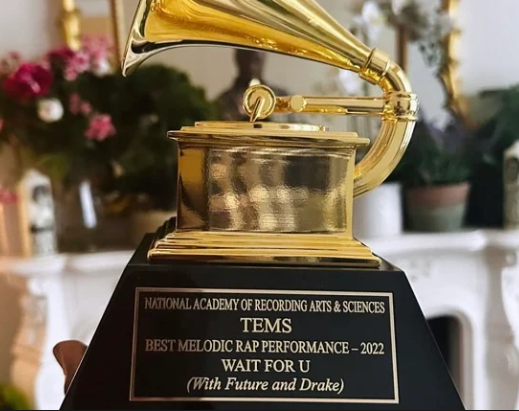 NATIONAL ACADEMY OF RECORDING ARTS & SCIENCES
TEMS
BEST MELODIC RAP PERFORMANCE – 2022
WAIT FOR U
(With Future and Drake)